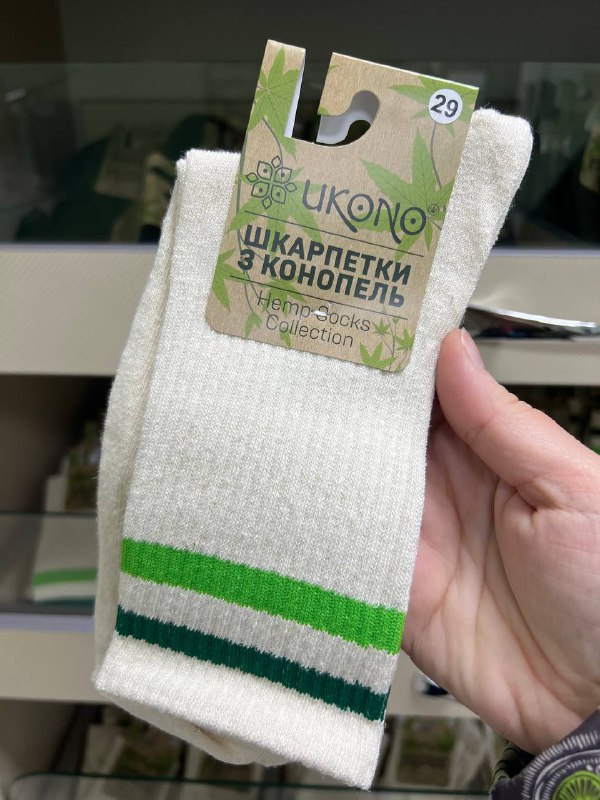 29
UKONO
ШКАРПЕТКИ
З КОНОПЕЛЬ
Hemp Socks
Collection